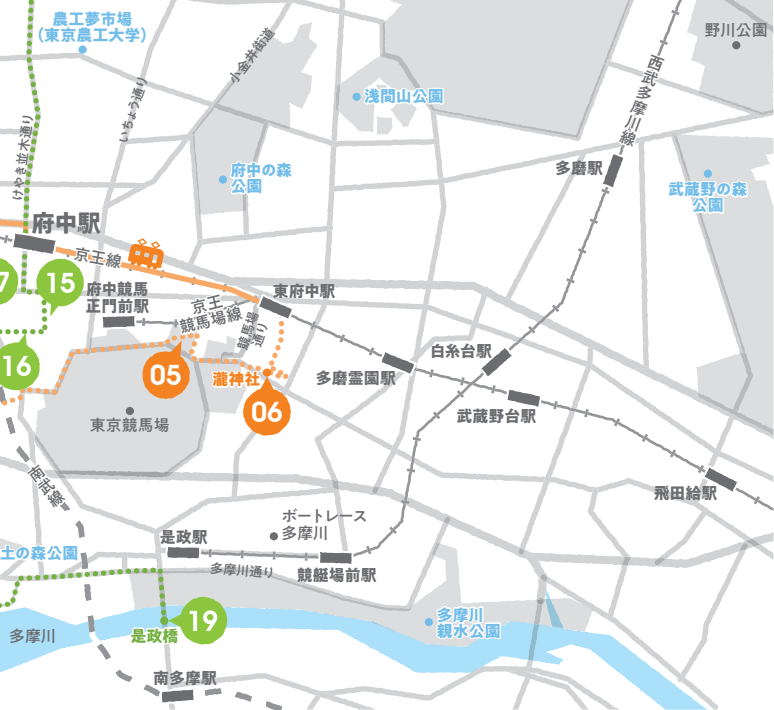 農工夢市場
(東京農工大学)
小金井街道
いちょう通り
けやき並木通り
浅間山公園
野川公園
西武多摩川線
多磨駅
府中の森
公園
武蔵野の森
公園
府中駅
京王線
7
15
府中競馬
正門前駅
京王
競馬場線
競馬場
通り
東府中駅
16
05
瀧神社
06
多磨霊園駅
白糸台駅
武蔵野台駅
東京競馬場
飛田給駅
南武線
ボートレース
多摩川
是政駅
競艇場前駅
多摩川通り
土の森公園
多摩川
是政橋
19
多摩川
親水公園
南多摩駅